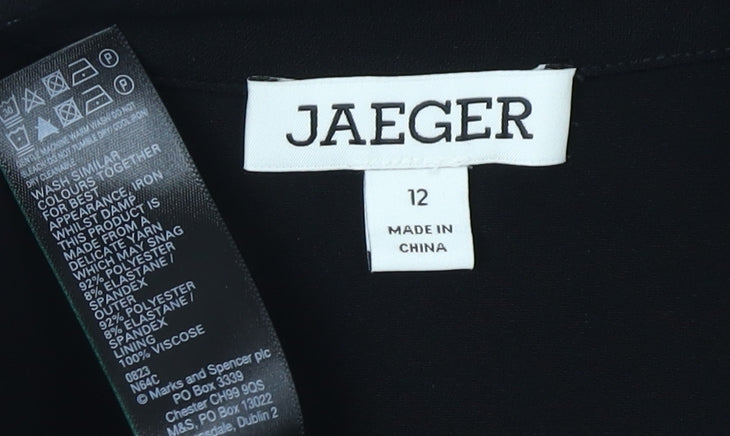 JAEGER
12
MADE IN
CHINA
WASH SIMILAR
COLOURS TOGETHER
FOR BEST
APPEARANCE, IRON
WHILST DAMP
THIS PRODUCT IS
MADE FROM A
DELICATE YARN
WHICH MAY SNAG
92% POLYESTER
8% ELASTANE /
SPANDEX
OUTER
92% POLYESTER
8% ELASTANE /
SPANDEX
LINING
100% VISCOSE
0823
N64C
© Marks and Spencer plc
PO Box 3339
Chester CH99 9QS
M&S, PO Box 13022
Dublin 2